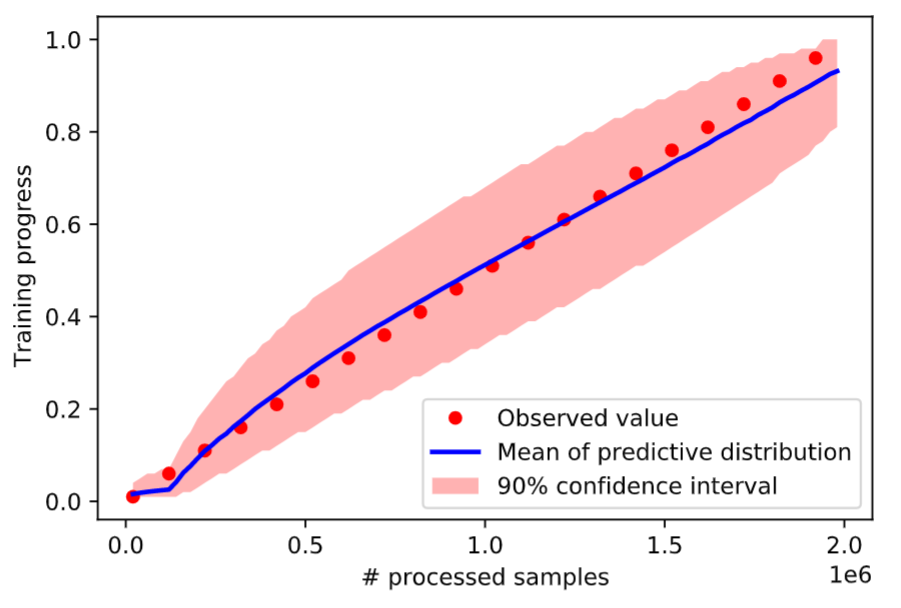 1.0
0.8
0.6
0.4
0.2
0.0
Training progress
Observed value
Mean of predictive distribution
90% confidence interval
0.0 0.5 1.0 1.5 2.0
1e6
# processed samples